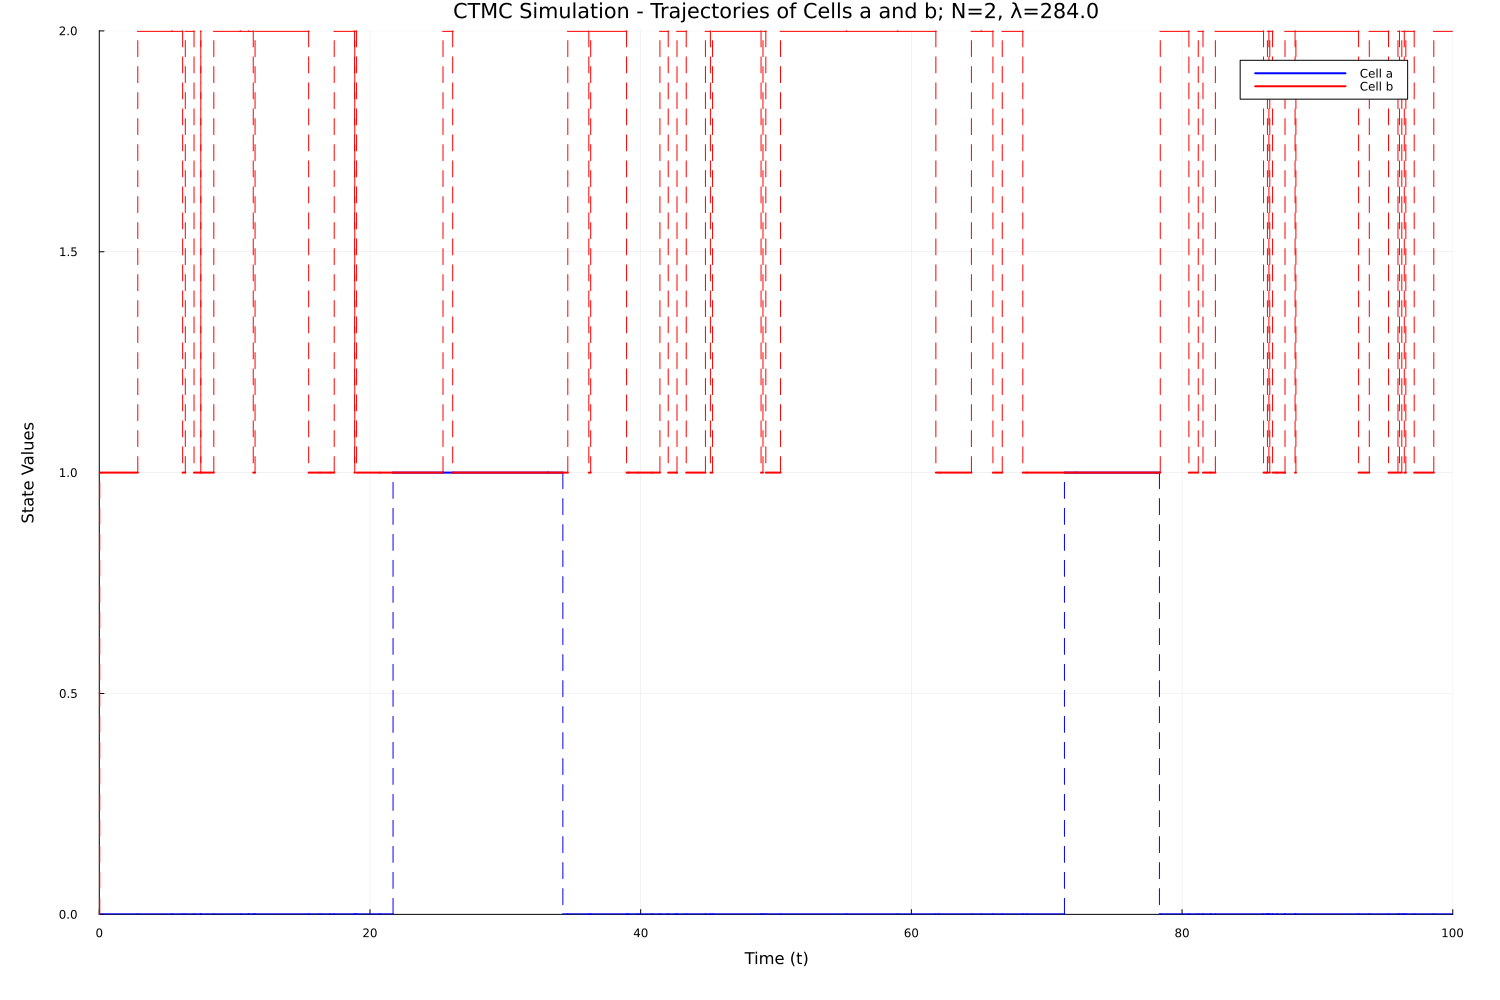 CTMC Simulation - Trajectories of Cells a and b; N=2, λ=284.0
2.0
Cell a
Cell b
1.5
State Values
1.0
0.5
0.0
0 20 40 60 80 100
Time (t)